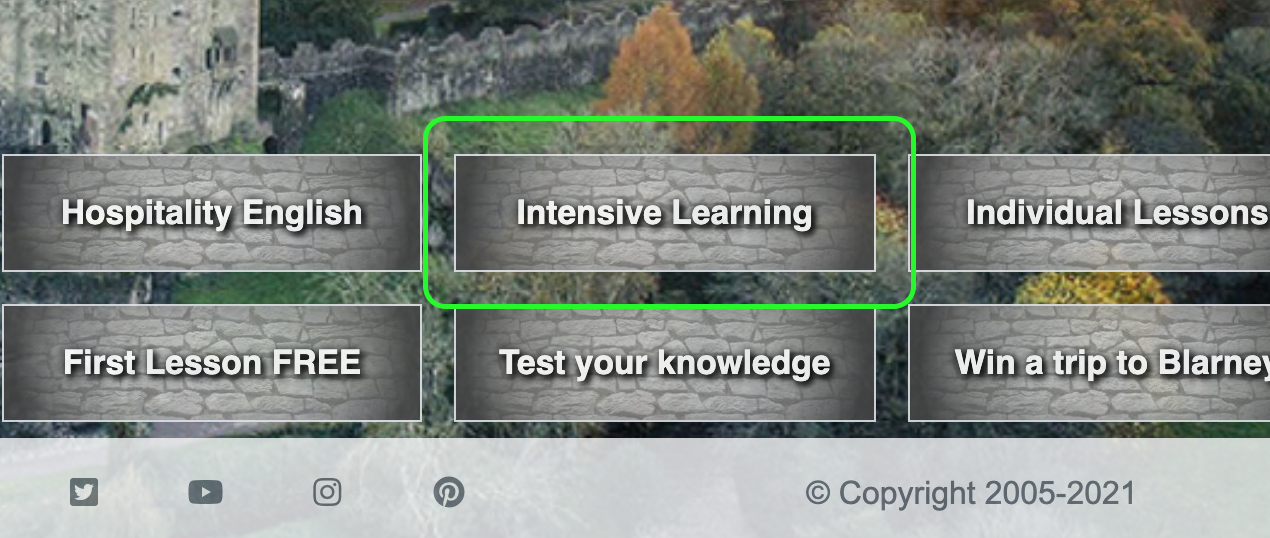 Hospitality English
Intensive Learning
Individual Lessons
First Lesson FREE
Test your knowledge
Win a trip to Blarney
© Copyright 2005-2021